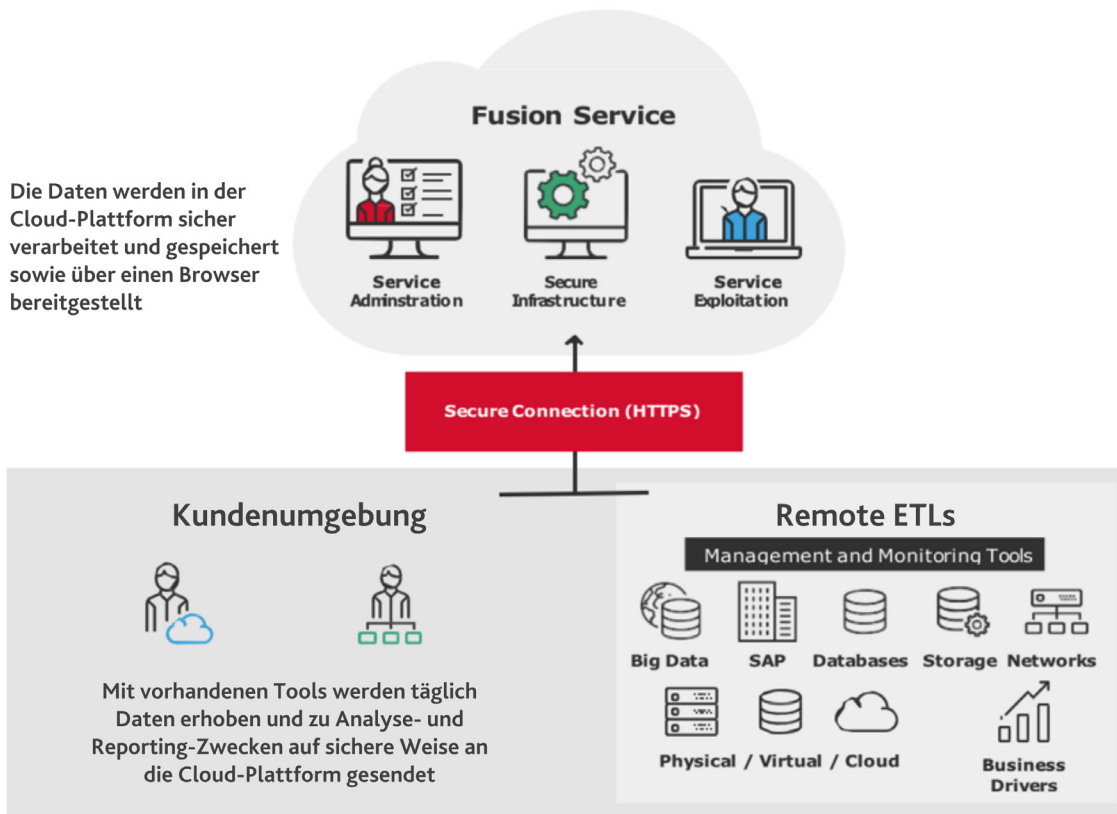 Fusion Service
Die Daten werden in der
Cloud-Plattform sicher
verarbeitet und gespeichert
sowie über einen Browser
bereitgestellt
Service
Adminstration
Secure
Infrastructure
Service
Exploitation
Secure Connection (HTTPS)
Kundenumgebung
Mit vorhandenen Tools werden täglich
Daten erhoben und zu Analyse- und
Reporting-Zwecken auf sichere Weise an
die Cloud-Plattform gesendet
Remote ETLs
Management and Monitoring Tools
Big Data SAP Databases Storage Networks
Physical / Virtual / Cloud
Business
Drivers